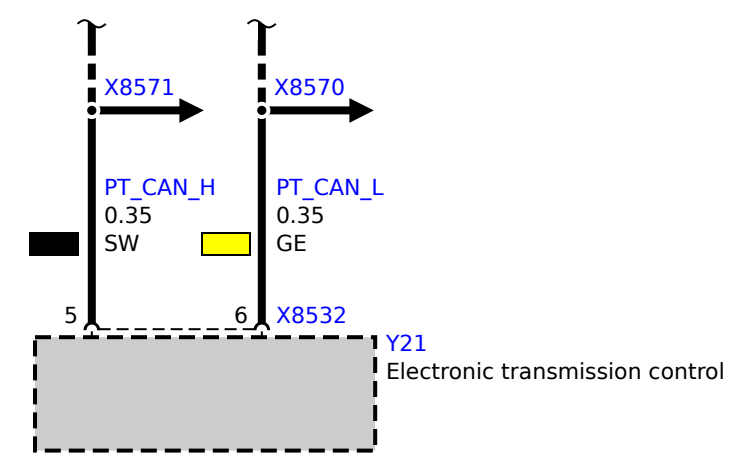 X8571
X8570
PT_CAN_H
0.35
SW
PT_CAN_L
0.35
GE
5
6
X8532
Y21
Electronic transmission control